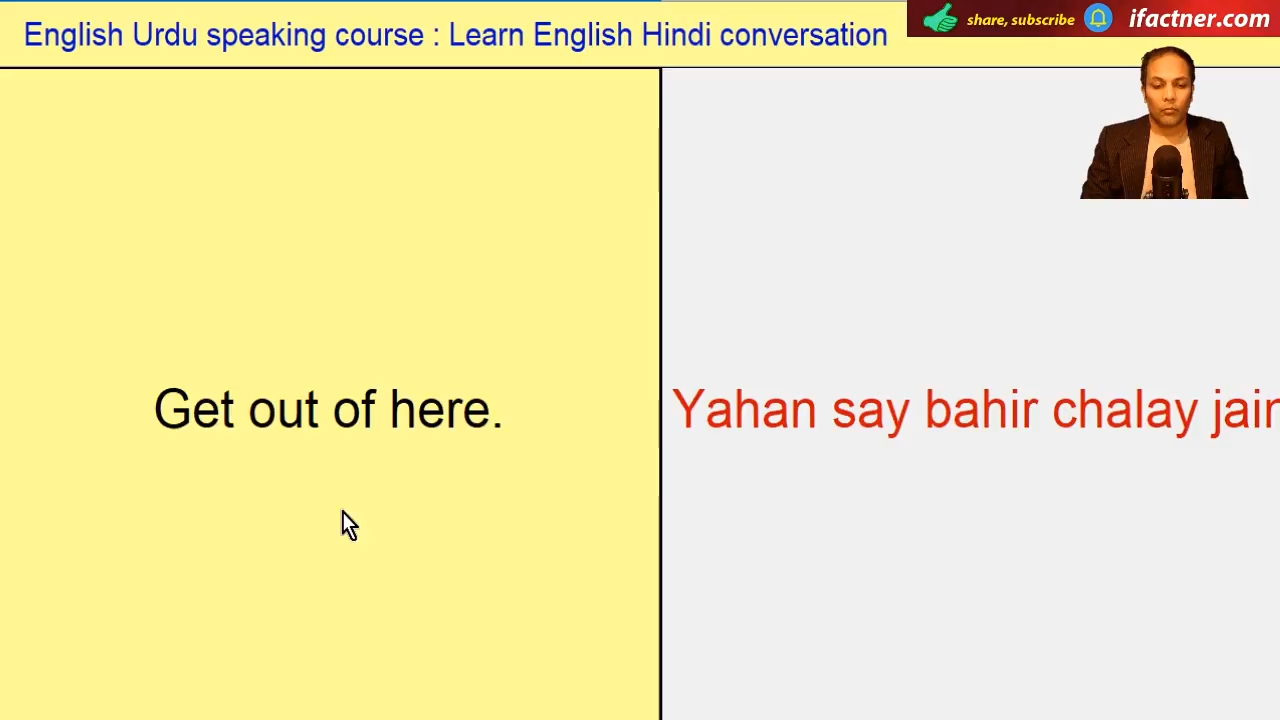 English Urdu speaking course : Learn English Hindi conversation
share, subscribe
ifactner.com
Get out of here.
Yahan say bahir chalay